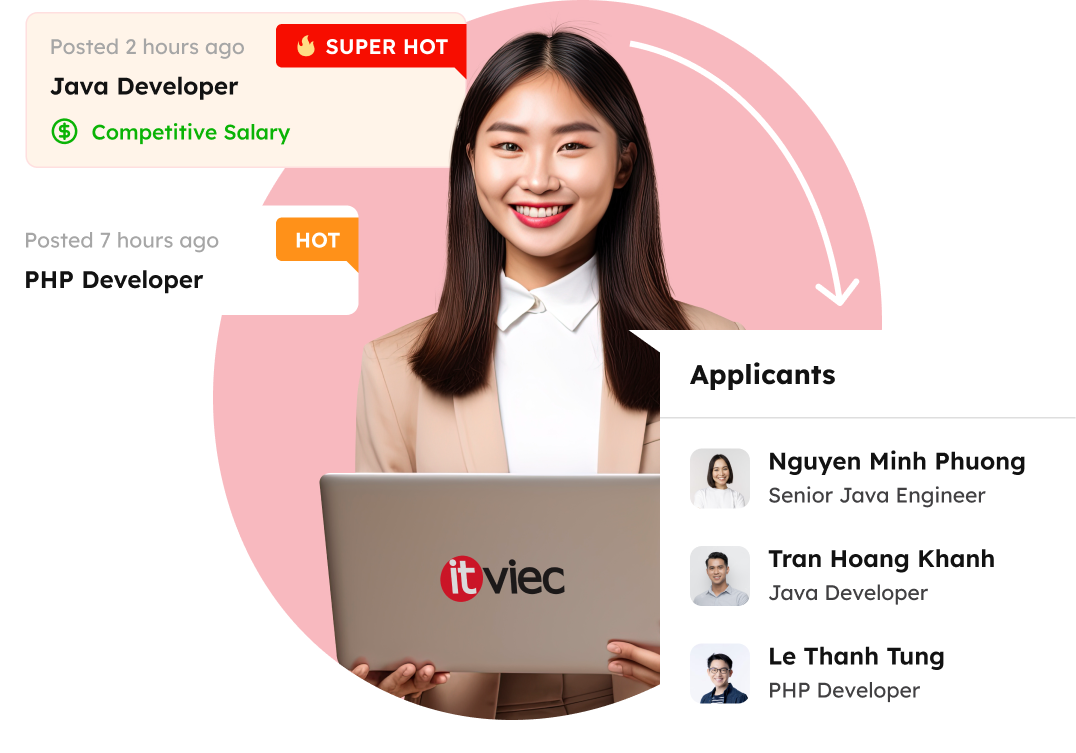 Posted 2 hours ago
SUPER HOT
Java Developer
Competitive Salary
Posted 7 hours ago
HOT
PHP Developer
itviec
Applicants
Nguyen Minh Phuong
Senior Java Engineer
Tran Hoang Khanh
Java Developer
Le Thanh Tung
PHP Developer